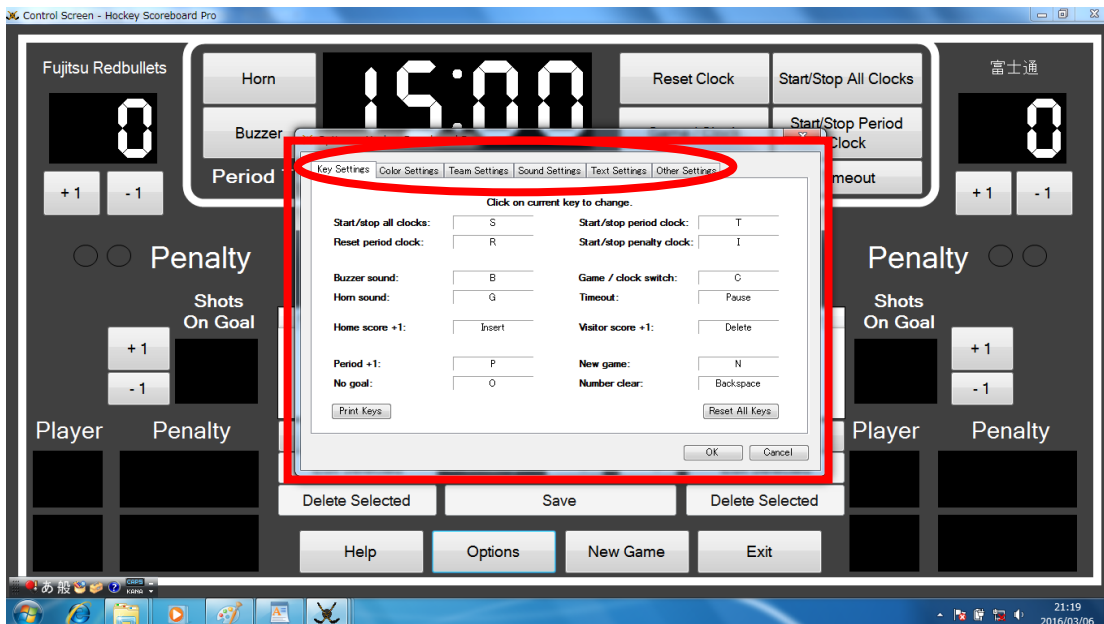 Control Screen - Hockey Scoreboard Pro
Fujitsu Redbullets
0
+ 1
- 1
Horn
Buzzer
Period
15:00
Reset Clock
Start/Stop All Clocks
Start/Stop Period
Clock
meout
富士通
0
+ 1
- 1
Key Settings Color Settings Team Settings Sound Settings Text Settings Other Settings
Click on current key to change.
Start/stop all clocks: S Start/stop period clock: T
Reset period clock: R Start/stop penalty clock: I
Buzzer sound: B Game / clock switch: C
Horn sound: G Timeout: Pause
Home score +1: Insert Visitor score +1: Delete
Period +1: P New game: N
No goal: O Number clear: Backspace
Print Keys Reset All Keys
OK Cancel
Penalty
Shots
On Goal
+ 1
- 1
Player Penalty
Penalty
Shots
On Goal
+ 1
- 1
Player Penalty
Delete Selected Save Delete Selected
Help Options New Game Exit
あ 般 CAPS
KANA
21:19
2016/03/06